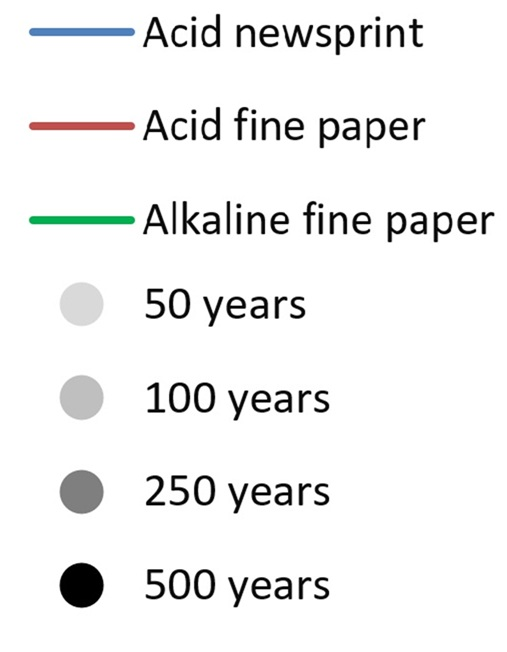 Acid newsprint
Acid fine paper
Alkaline fine paper
50 years
100 years
250 years
500 years